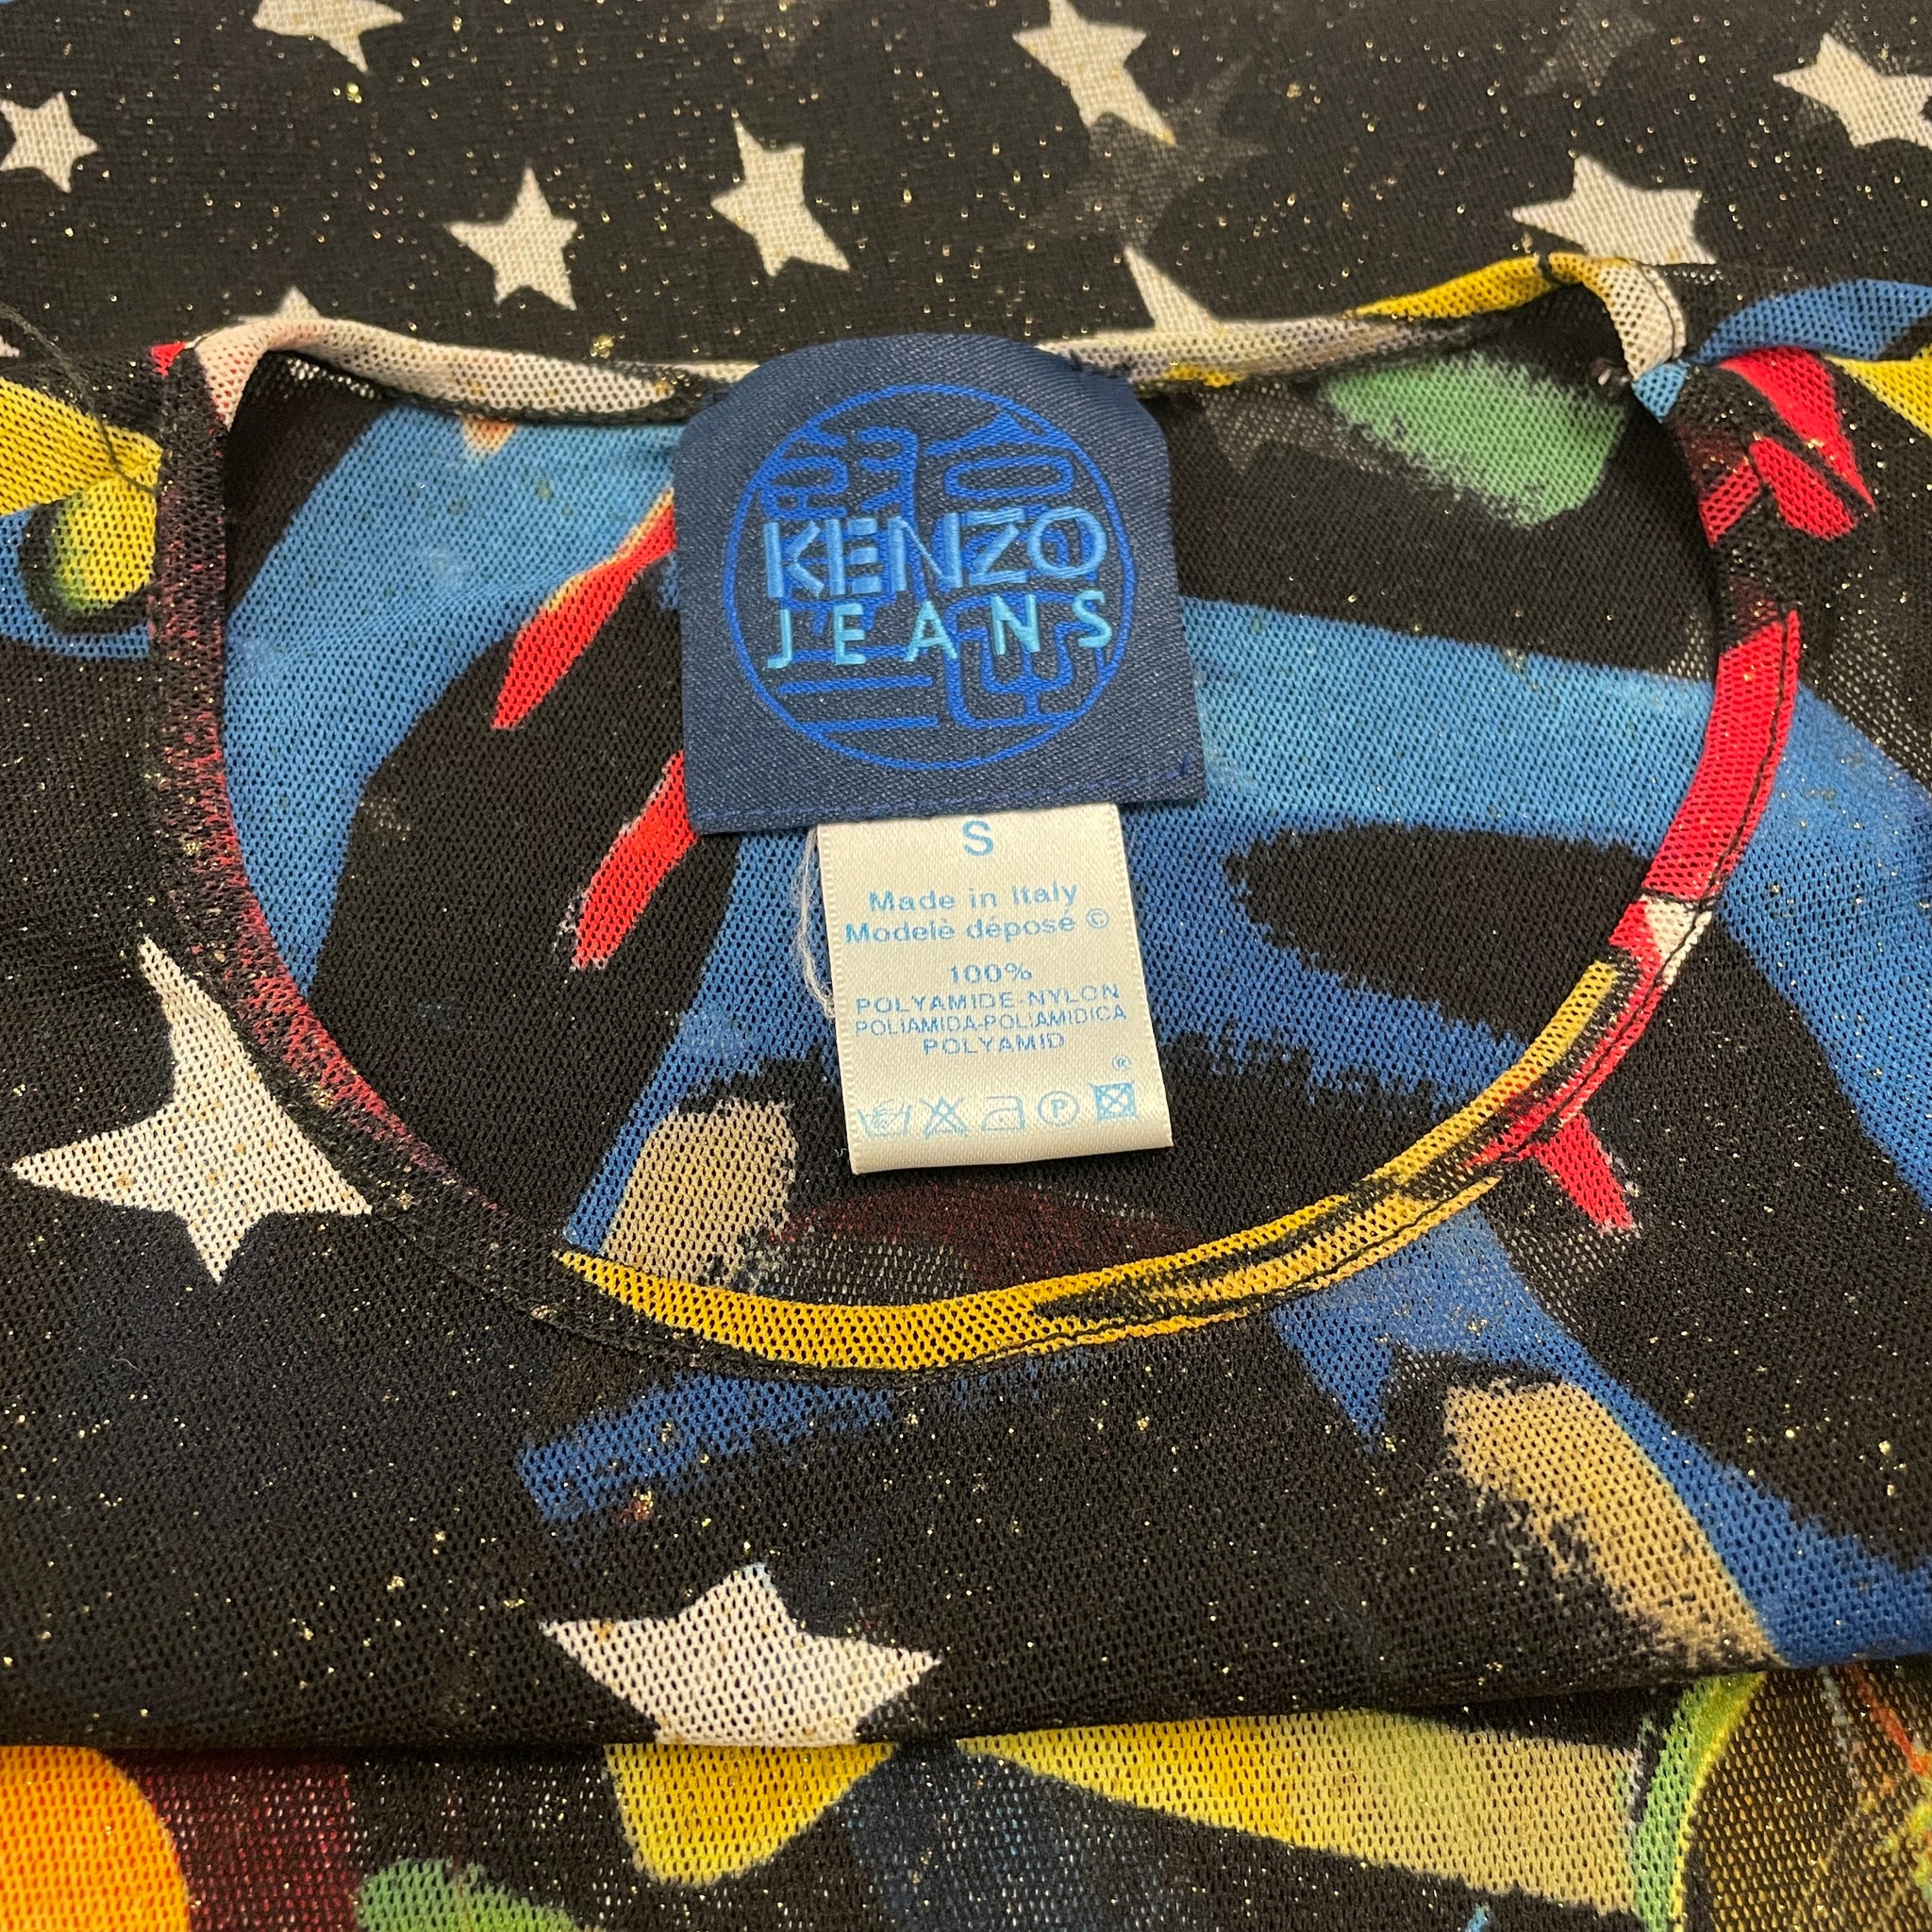 KENZO
JEANS
S
Made in Italy
Modelè déposé ©
100%
POLYAMIDE-NYLON
POLIAMIDA-POLIAMIDICA
POLYAMID
®
P